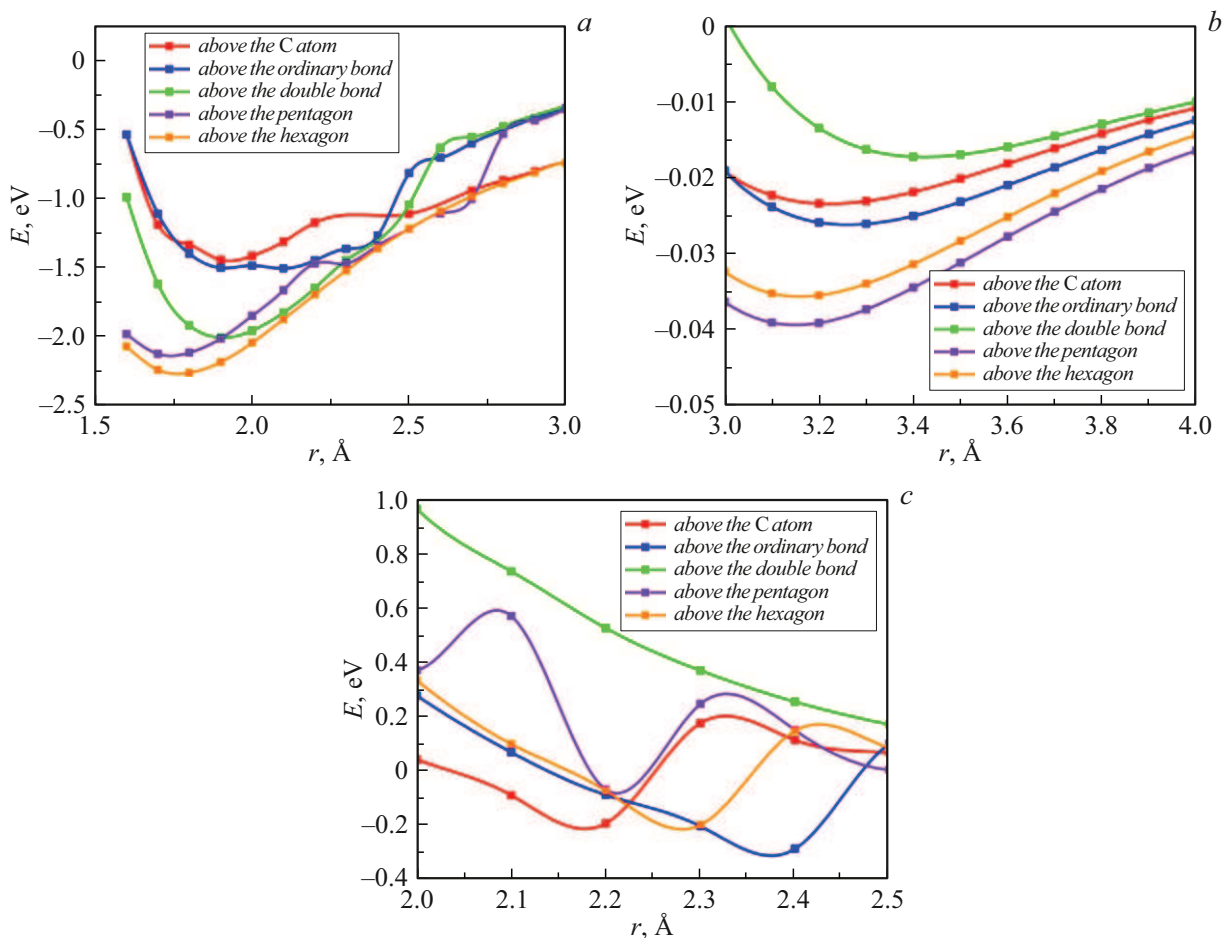 a
0
–0.5
–1.0
–1.5
–2.0
–2.5
E, eV
above the C atom
above the ordinary bond
above the double bond
above the pentagon
above the hexagon
1.5 2.0 2.5 3.0
r, Å
b
0
–0.01
–0.02
–0.03
–0.04
–0.05
E, eV
above the C atom
above the ordinary bond
above the double bond
above the pentagon
above the hexagon
3.0 3.2 3.4 3.6 3.8 4.0
r, Å
c
1.0
0.8
0.6
0.4
0.2
0
–0.2
–0.4
E, eV
above the C atom
above the ordinary bond
above the double bond
above the pentagon
above the hexagon
2.0 2.1 2.2 2.3 2.4 2.5
r, Å